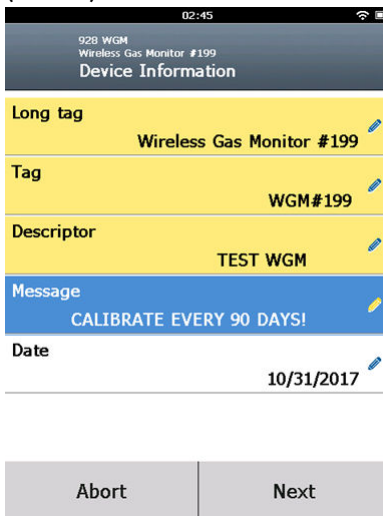 02:45
928 WGM
Wireless Gas Monitor #199
Device Information
Long tag
Wireless Gas Monitor #199
Tag
WGM#199
Descriptor
TEST WGM
Message
CALIBRATE EVERY 90 DAYS!
Date
10/31/2017
Abort Next